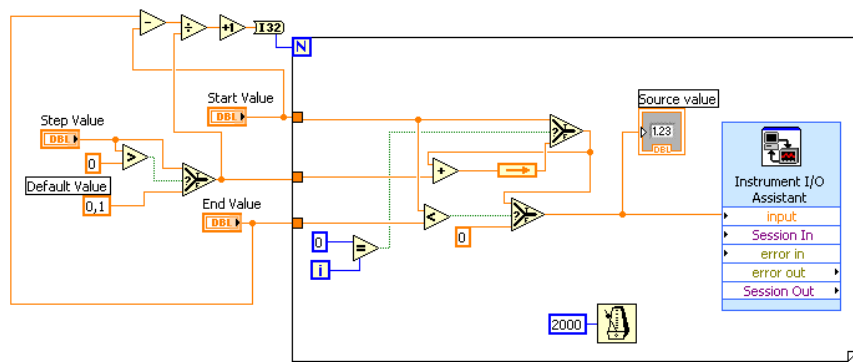 - ÷ +1 I32
N
Start Value
DBL
Source value
1.23
DBL
Step Value
DBL
>
0
? T F
Default Value
0,1
End Value
DBL
? T F
+
<
? T F
0
0
=
i
Instrument I/O
Assistant
input
Session In
error in
error out
Session Out
2000